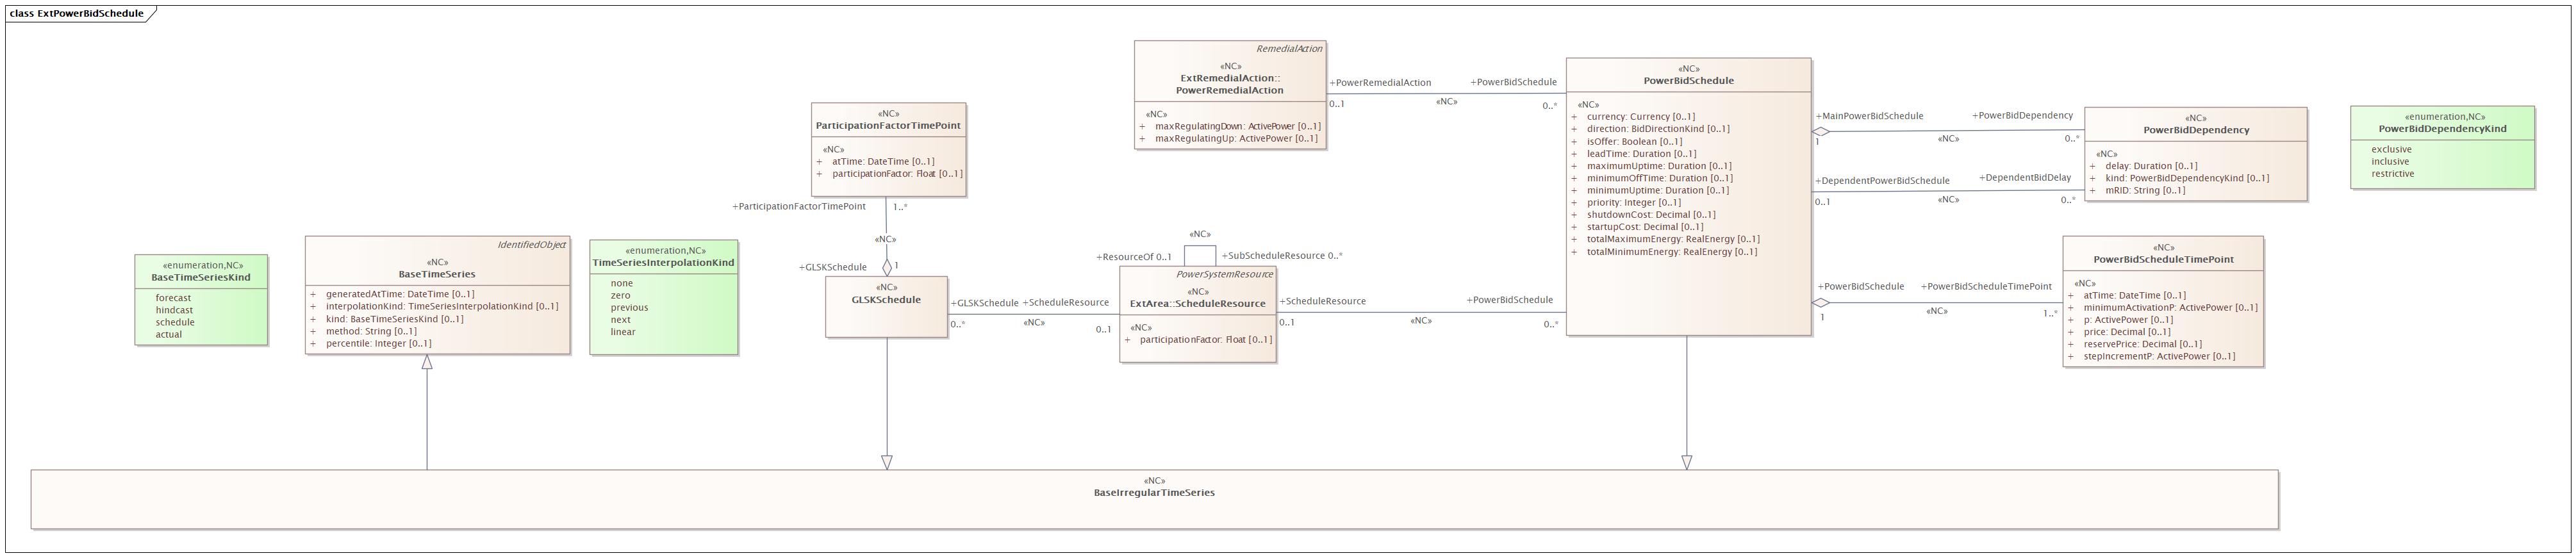 class ExtPowerBidSchedule
«enumeration,NC»
BaseTimeSeriesKind
forecast
hindcast
schedule
actual
IdentifiedObject
«NC»
BaseTimeSeries
+ generatedAtTime: DateTime [0..1]
+ interpolationKind: TimeSeriesInterpolationKind [0..1]
+ kind: BaseTimeSeriesKind [0..1]
+ method: String [0..1]
+ percentile: Integer [0..1]
«enumeration,NC»
TimeSeriesInterpolationKind
none
zero
previous
next
linear
«NC»
ParticipationFactorTimePoint
«NC»
+ atTime: DateTime [0..1]
+ participationFactor: Float [0..1]
+ParticipationFactorTimePoint
1..*
«NC»
+GLSKSchedule
1
«NC»
GLSKSchedule
+GLSKSchedule
0..*
«NC»
+ScheduleResource
0..1
RemedialAction
«NC»
ExtRemedialAction::
PowerRemedialAction
«NC»
+ maxRegulatingDown: ActivePower [0..1]
+ maxRegulatingUp: ActivePower [0..1]
+PowerRemedialAction
0..1
«NC»
+PowerBidSchedule
0..*
«NC»
+ResourceOf 0..1
+SubScheduleResource 0..*
PowerSystemResource
«NC»
ExtArea::ScheduleResource
«NC»
+ participationFactor: Float [0..1]
+ScheduleResource
0..1
«NC»
+PowerBidSchedule
0..*
«NC»
PowerBidSchedule
«NC»
+ currency: Currency [0..1]
+ direction: BidDirectionKind [0..1]
+ isOffer: Boolean [0..1]
+ leadTime: Duration [0..1]
+ maximumUptime: Duration [0..1]
+ minimumOffTime: Duration [0..1]
+ minimumUptime: Duration [0..1]
+ priority: Integer [0..1]
+ shutdownCost: Decimal [0..1]
+ startupCost: Decimal [0..1]
+ totalMaximumEnergy: RealEnergy [0..1]
+ totalMinimumEnergy: RealEnergy [0..1]
+MainPowerBidSchedule
1
«NC»
+PowerBidDependency
0..*
+DependentPowerBidSchedule
0..1
«NC»
+DependentBidDelay
0..*
«NC»
PowerBidDependency
«NC»
+ delay: Duration [0..1]
+ kind: PowerBidDependencyKind [0..1]
+ mRID: String [0..1]
«enumeration,NC»
PowerBidDependencyKind
exclusive
inclusive
restrictive
+PowerBidSchedule
1
«NC»
+PowerBidScheduleTimePoint
1..*
«NC»
PowerBidScheduleTimePoint
«NC»
+ atTime: DateTime [0..1]
+ minimumActivationP: ActivePower [0..1]
+ p: ActivePower [0..1]
+ price: Decimal [0..1]
+ reservePrice: Decimal [0..1]
+ stepIncrementP: ActivePower [0..1]
«NC»
BaseIrregularTimeSeries